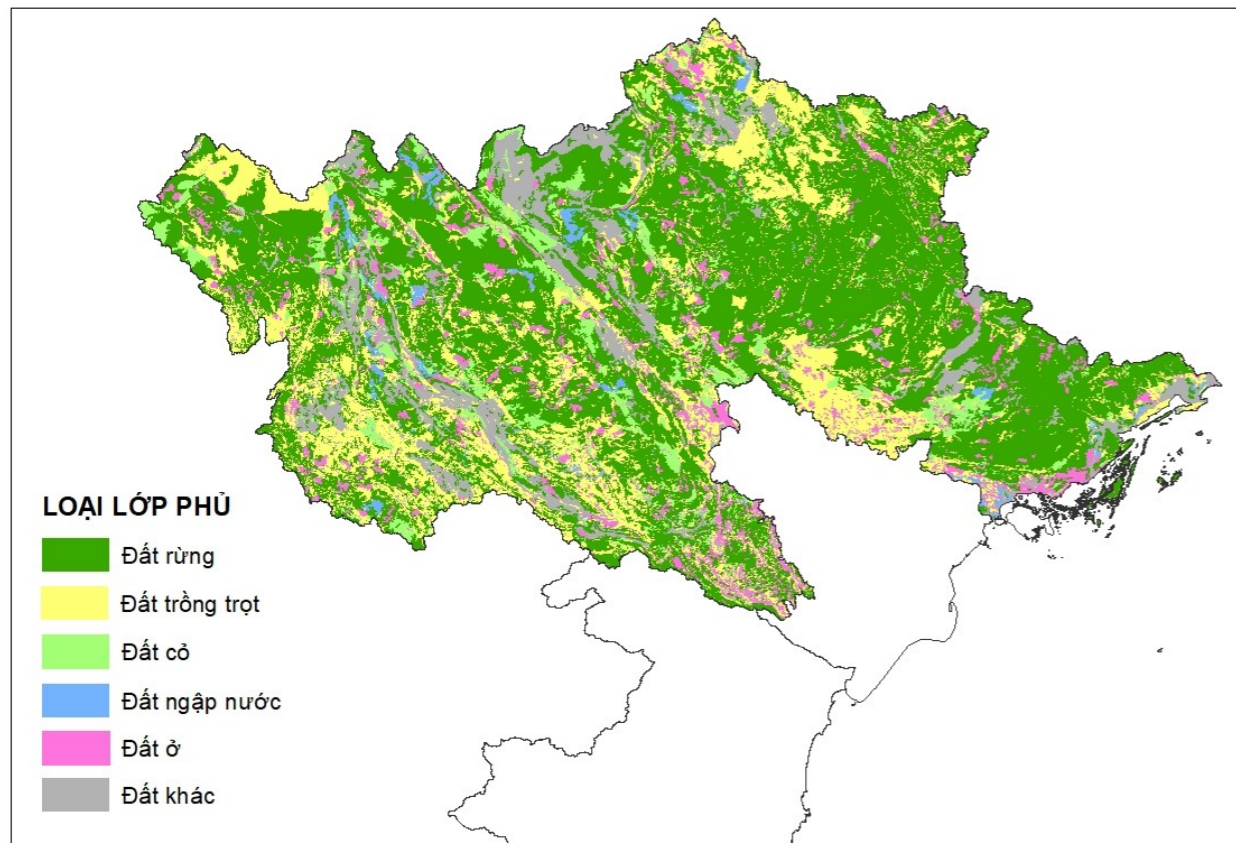 LOẠI LỚP PHỦ
Đất rừng
Đất trồng trọt
Đất cỏ
Đất ngập nước
Đất ở
Đất khác